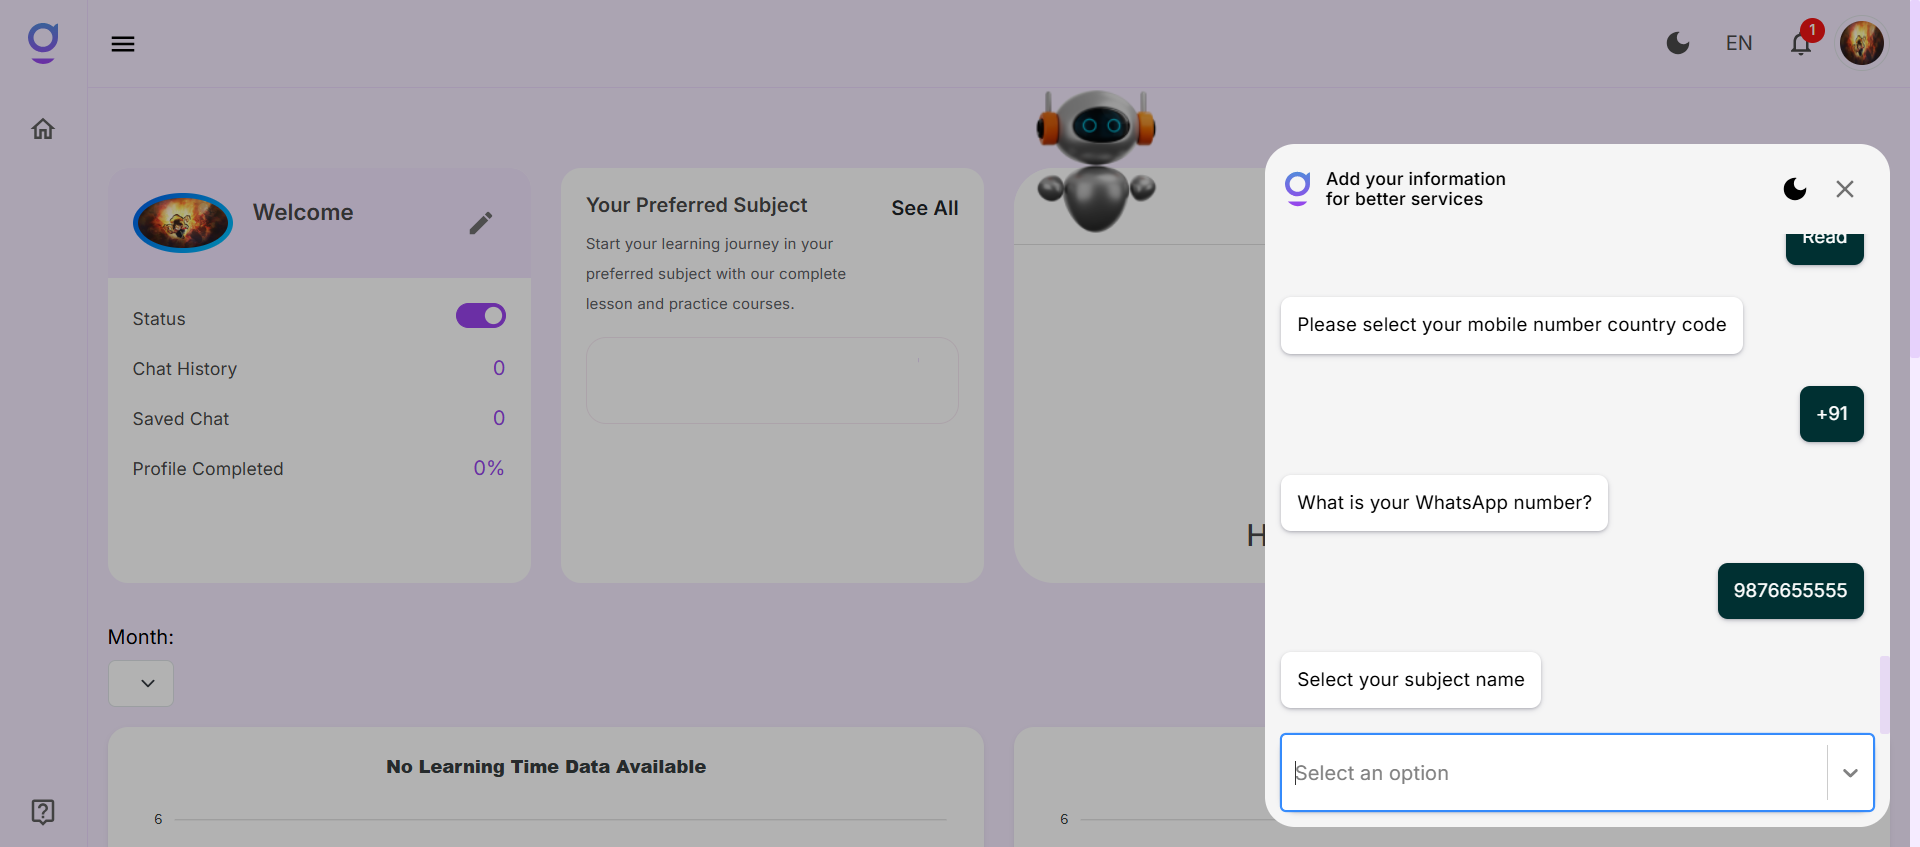 EN
1
Welcome
Status
Chat History
0
Saved Chat
0
Profile Completed
0%
Your Preferred Subject
See All
Start your learning journey in your
preferred subject with our complete
lesson and practice courses.
H
Month:
No Learning Time Data Available
6
6
Add your information
for better services
Read
Please select your mobile number country code
+91
What is your WhatsApp number?
9876655555
Select your subject name
Select an option